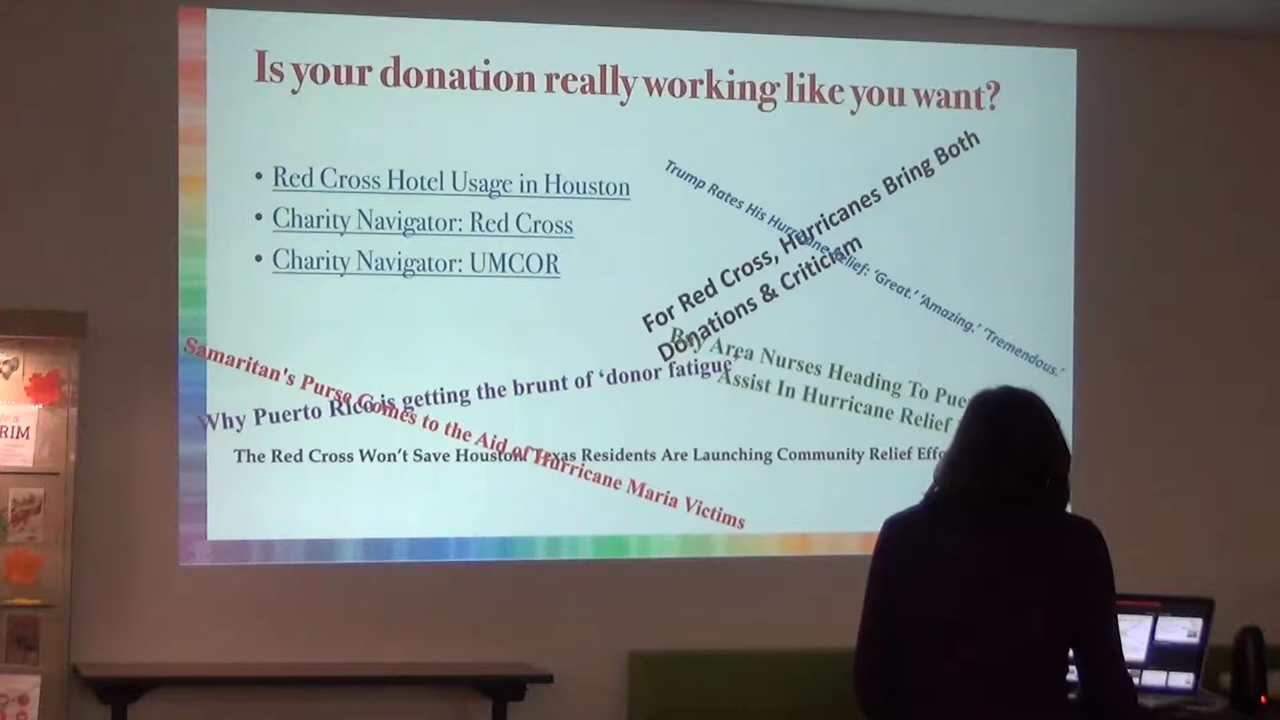 Is your donation really working like you want?
• Red Cross Hotel Usage in Houston
• Charity Navigator: Red Cross
• Charity Navigator: UMCOR
Trump Rates His Hurricane Relief: ‘Great.’ ‘Amazing.’ ‘Tremendous.’
For Red Cross, Hurricanes Bring Both
Donations & Criticism
Bay Area Nurses Heading To Pue
Assist In Hurricane Relief
Samaritan's Purse Comes to the Aid of Hurricane Maria Victims
Why Puerto Rico is getting the brunt of ‘donor fatigue’
The Red Cross Won’t Save Houston. Texas Residents Are Launching Community Relief Effo
RIM